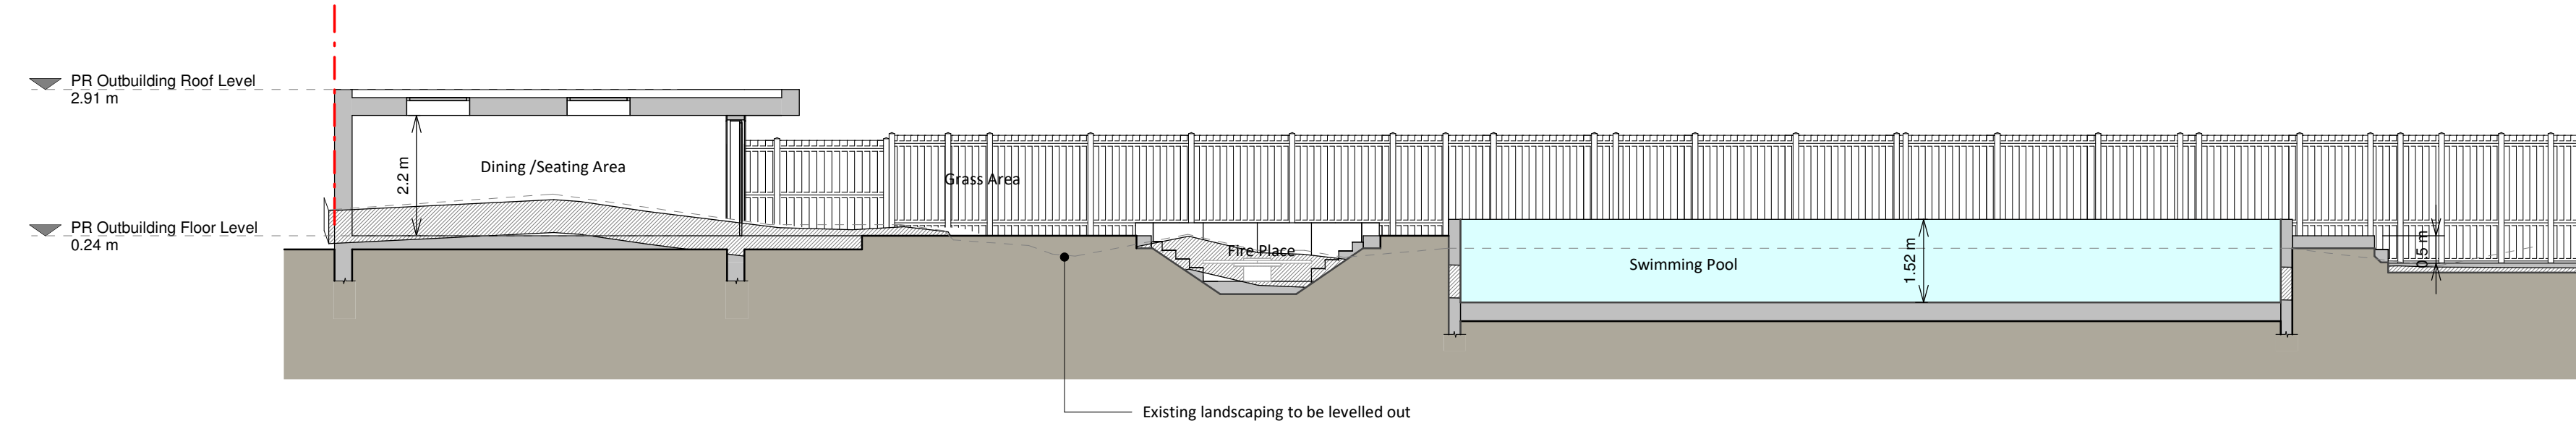 PR Outbuilding Roof Level
2.91 m
2.2 m
Dining /Seating Area
Grass Area
PR Outbuilding Floor Level
0.24 m
Fire Place
Swimming Pool
1.52 m
0.5 m
Existing landscaping to be levelled out